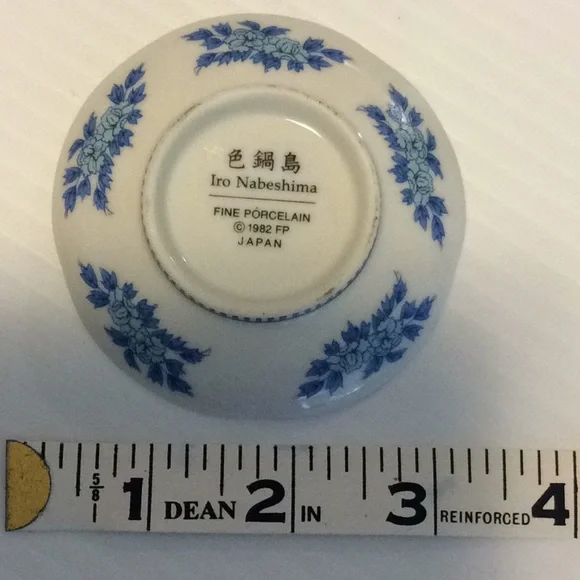 色鍋島
Iro Nabeshima
FINE PORCELAIN
© 1982 FP
JAPAN
5/8 1 DEAN 2 IN 3 REINFORCED 4